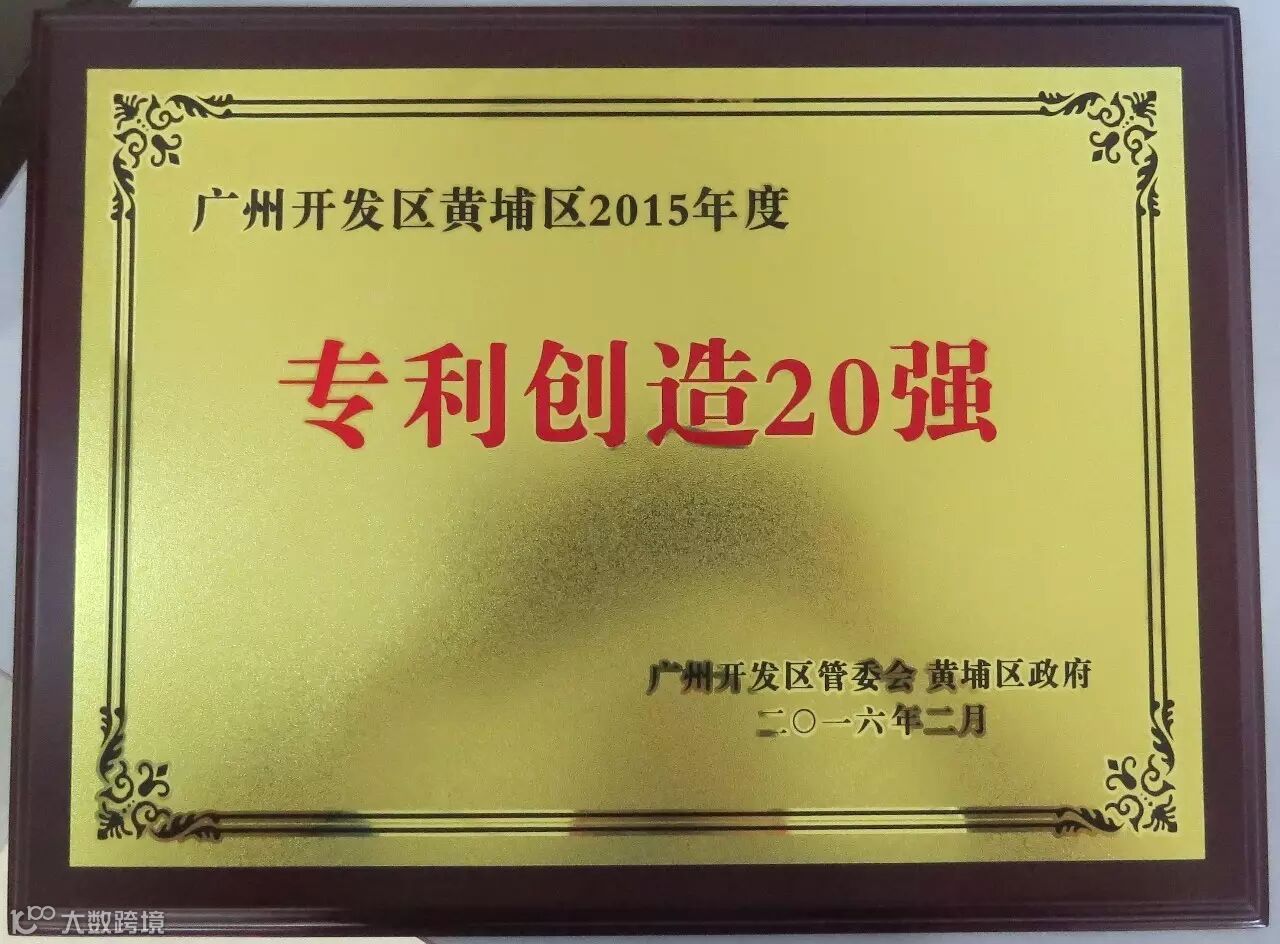 广州开发区黄埔区2015年度
专利创造20强
广州开发区管委会 黄埔区政府
二〇一六年二月
大数跨境